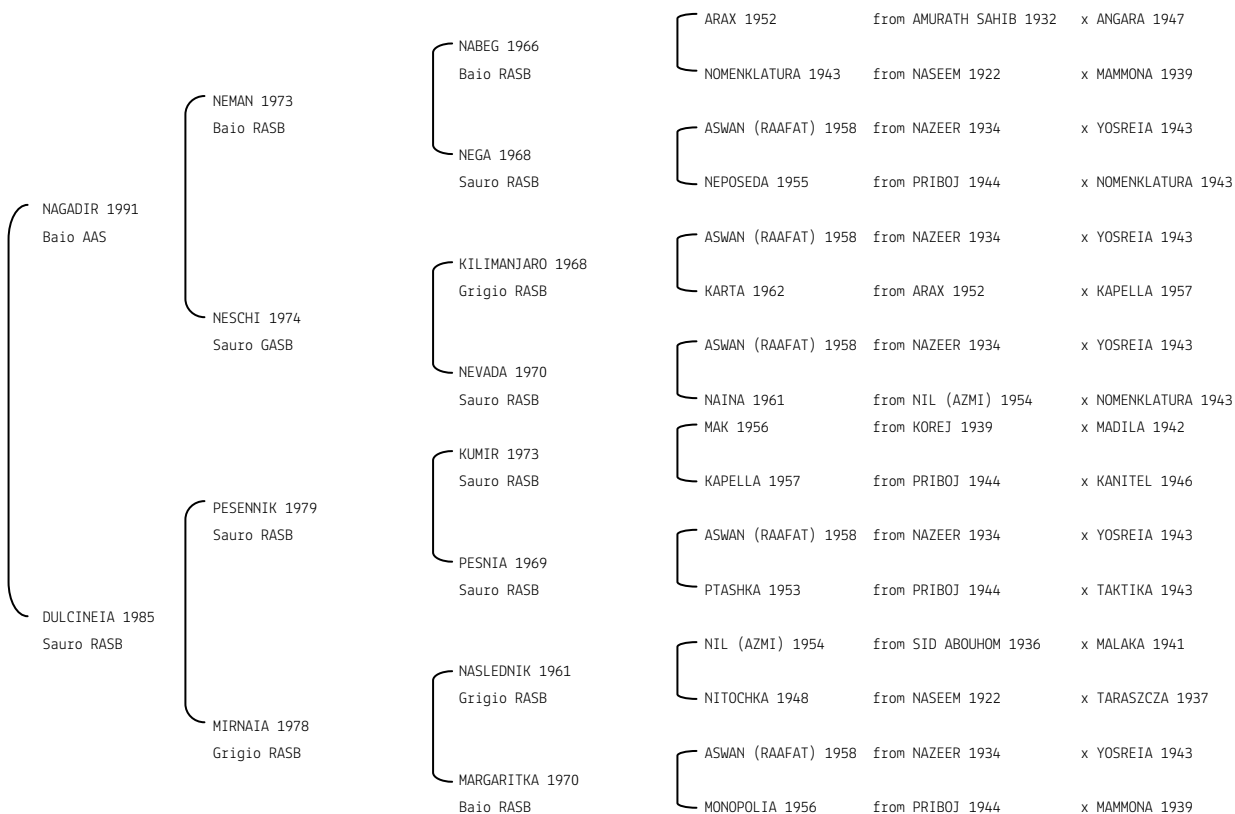 ARAX 1952 from AMURATH SAHIB 1932 x ANGARA 1947
NABEG 1966
Baio RASB NOMENKLATURA 1943 from NASEEM 1922 x MAMMONA 1939
NEMAN 1973
Baio RASB ASWAN (RAAFAT) 1958 from NAZEER 1934 x YOSREIA 1943
NEGA 1968
Sauro RASB NEPOSEDA 1955 from PRIBOJ 1944 x NOMENKLATURA 1943
NAGADIR 1991
Baio AAS ASWAN (RAAFAT) 1958 from NAZEER 1934 x YOSREIA 1943
KILIMANJARO 1968
Grigio RASB KARTA 1962 from ARAX 1952 x KAPELLA 1957
NESCHI 1974
Sauro GASB ASWAN (RAAFAT) 1958 from NAZEER 1934 x YOSREIA 1943
NEVADA 1970
Sauro RASB NAINA 1961 from NIL (AZMI) 1954 x NOMENKLATURA 1943
MAK 1956 from KOREJ 1939 x MADILA 1942
KUMIR 1973
Sauro RASB KAPELLA 1957 from PRIBOJ 1944 x KANITEL 1946
PESENNIK 1979
Sauro RASB ASWAN (RAAFAT) 1958 from NAZEER 1934 x YOSREIA 1943
PESNIA 1969
Sauro RASB PTASHKA 1953 from PRIBOJ 1944 x TAKTIKA 1943
DULCINEIA 1985
Sauro RASB NIL (AZMI) 1954 from SID ABOUHOM 1936 x MALAKA 1941
NASLEDNIK 1961
Grigio RASB NITOCHKA 1948 from NASEEM 1922 x TARASZCZA 1937
MIRNAIA 1978
Grigio RASB ASWAN (RAAFAT) 1958 from NAZEER 1934 x YOSREIA 1943
MARGARITKA 1970
Baio RASB MONOPOLIA 1956 from PRIBOJ 1944 x MAMMONA 1939